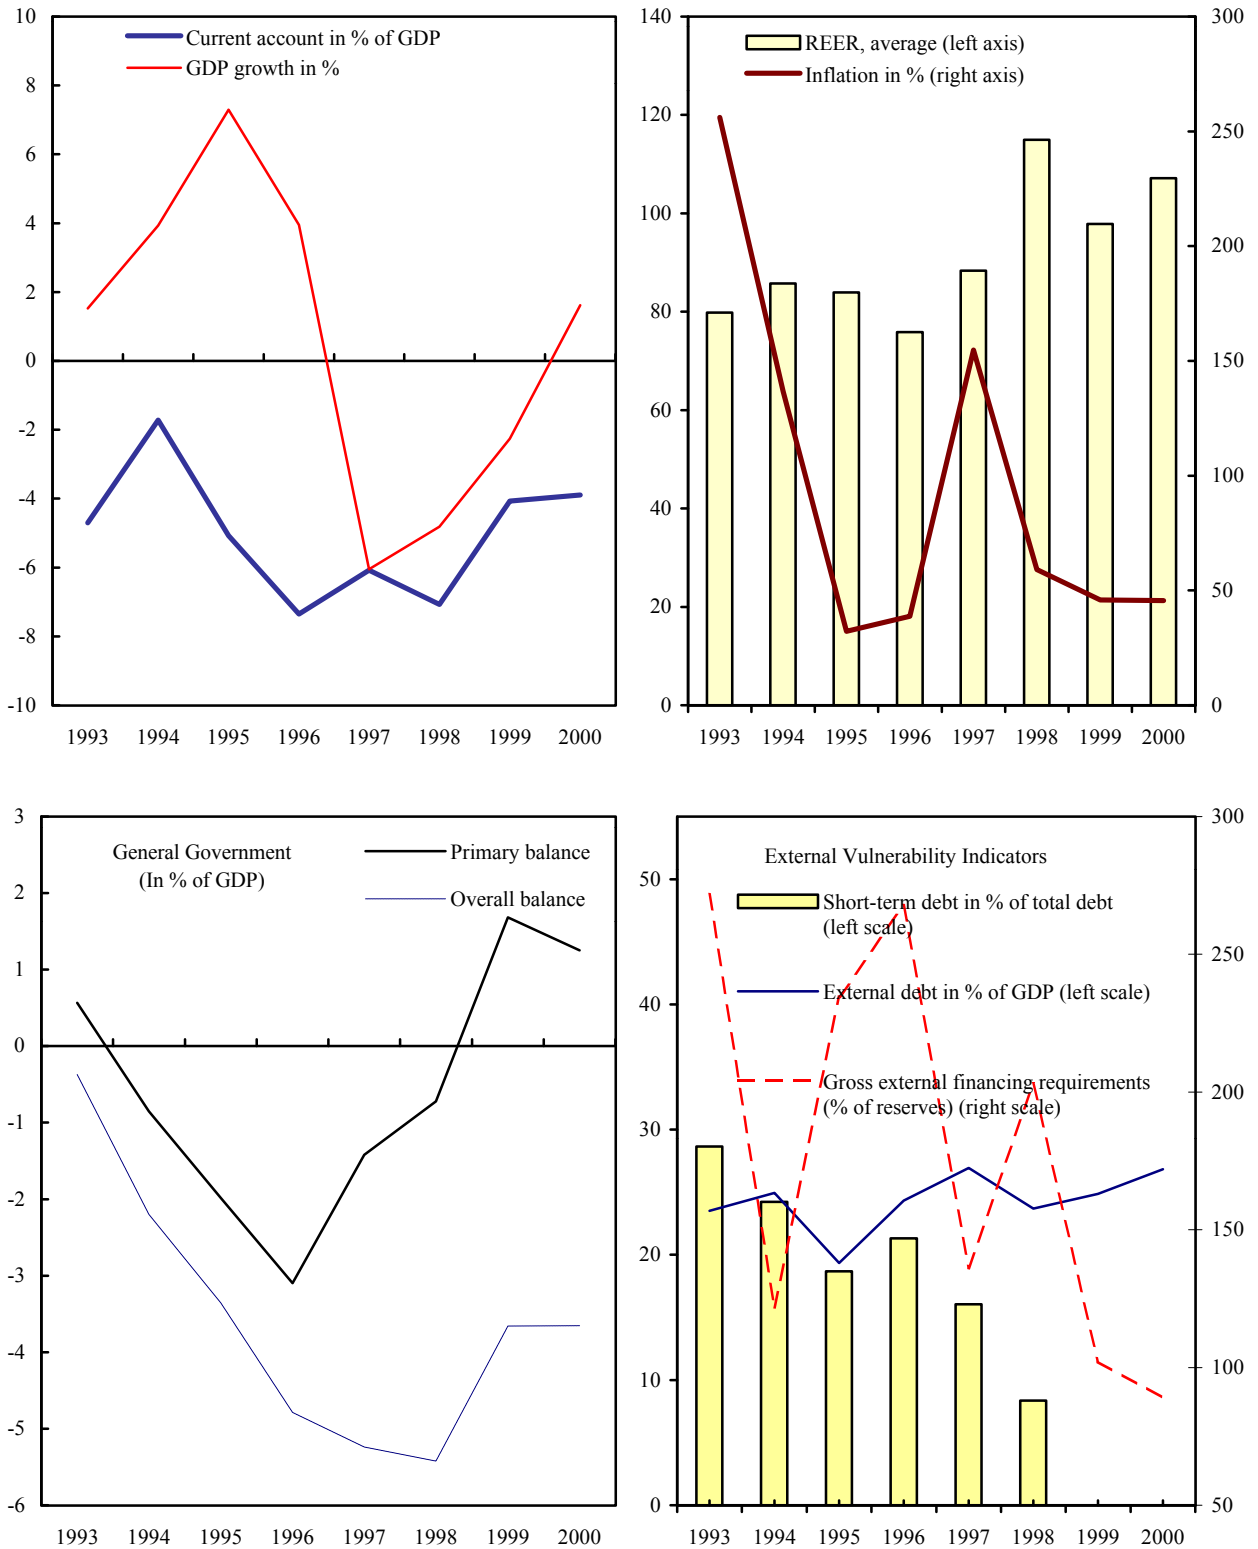 10
8
6
4
2
0
-2
-4
-6
-8
-10
Current account in % of GDP
GDP growth in %
1993 1994 1995 1996 1997 1998 1999 2000
140
120
100
80
60
40
20
0
REER, average (left axis)
Inflation in % (right axis)
300
250
200
150
100
50
0
1993 1994 1995 1996 1997 1998 1999 2000
3
2
1
0
-1
-2
-3
-4
-5
-6
General Government
(In % of GDP)
Primary balance
Overall balance
1993 1994 1995 1996 1997 1998 1999 2000
50
40
30
20
10
0
External Vulnerability Indicators
Short-term debt in % of total debt
(left scale)
External debt in % of GDP (left scale)
Gross external financing requirements
(% of reserves) (right scale)
300
250
200
150
100
50
1993 1994 1995 1996 1997 1998 1999 2000